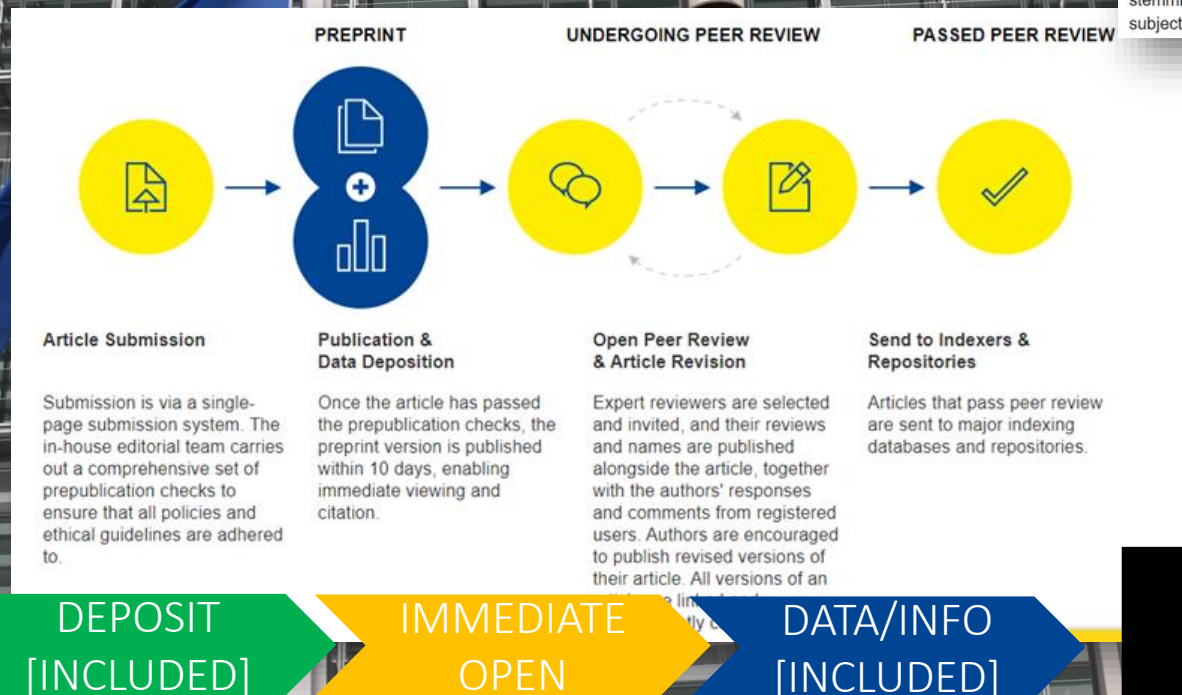 stemmi
subject
PREPRINT
UNDERGOING PEER REVIEW
PASSED PEER REVIEW
Article Submission
Submission is via a single-
page submission system. The
in-house editorial team carries
out a comprehensive set of
prepublication checks to
ensure that all policies and
ethical guidelines are adhered
to.
Publication &
Data Deposition
Once the article has passed
the prepublication checks, the
preprint version is published
within 10 days, enabling
immediate viewing and
citation.
Open Peer Review
& Article Revision
Expert reviewers are selected
and invited, and their reviews
and names are published
alongside the article, together
with the authors' responses
and comments from registered
users. Authors are encouraged
to publish revised versions of
their article. All versions of an
Send to Indexers &
Repositories
Articles that pass peer review
are sent to major indexing
databases and repositories.
DEPOSIT
[INCLUDED]
IMMEDIATE
OPEN
DATA/INFO
[INCLUDED]